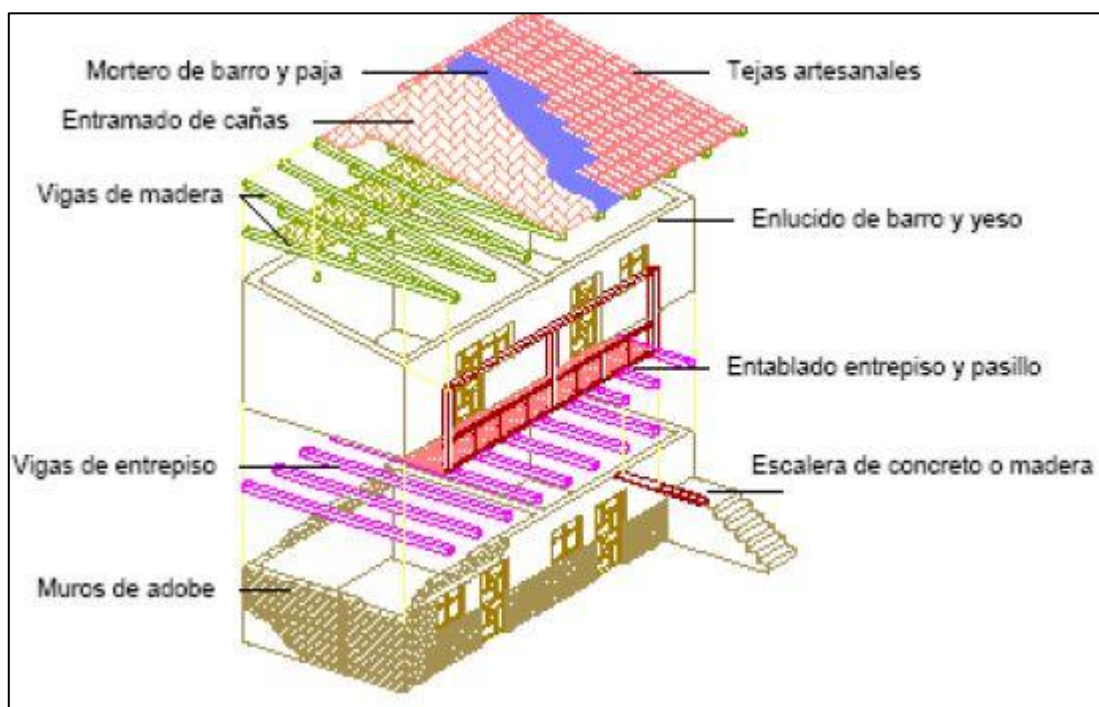 Mortero de barro y paja
Tejas artesanales
Entramado de cañas
Vigas de madera
Enlucido de barro y yeso
Entablado entrepiso y pasillo
Vigas de entrepiso
Escalera de concreto o madera
Muros de adobe